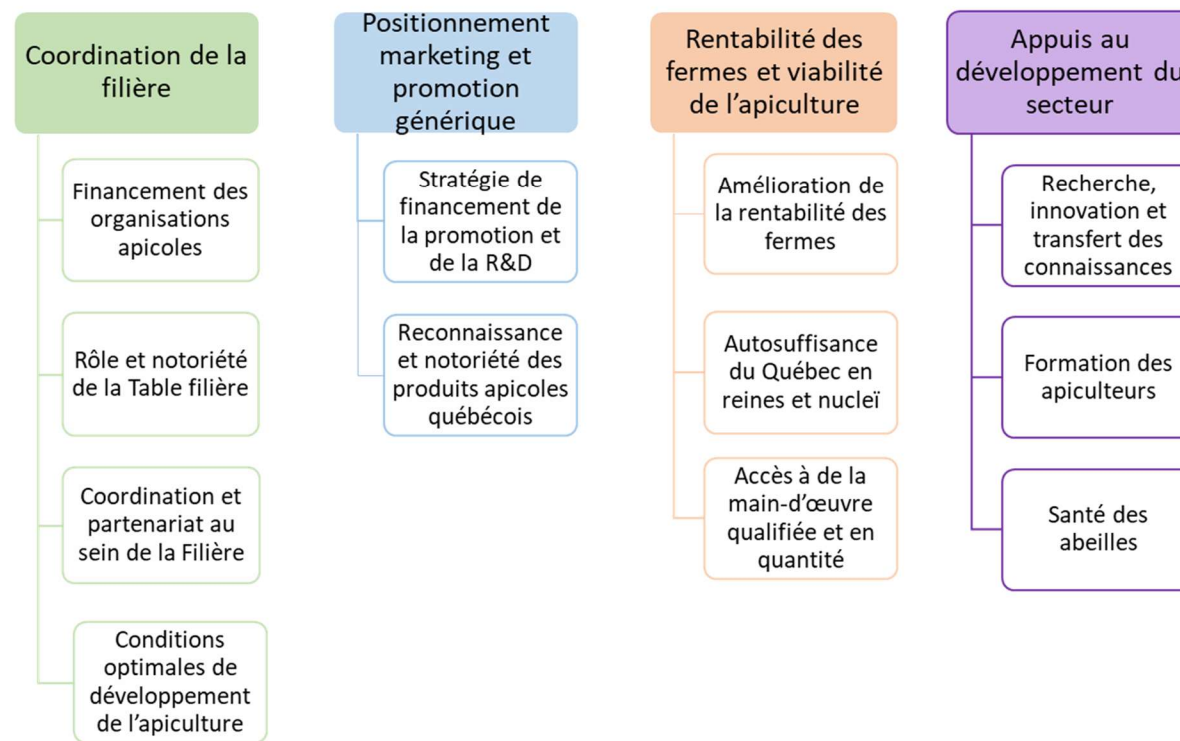 Coordination de la
filière
Financement des
organisations
apicoles
Rôle et notoriété
de la Table filière
Coordination et
partenariat au
sein de la Filière
Conditions
optimales de
développement
de l’apiculture
Positionnement
marketing et
promotion
générique
Stratégie de
financement de
la promotion et
de la R&D
Reconnaissance
et notoriété des
produits apicoles
québécois
Rentabilité des
fermes et viabilité
de l’apiculture
Amélioration de
la rentabilité des
fermes
Autosuffisance
du Québec en
reines et nucleï
Accès à de la
main-d’œuvre
qualifiée et en
quantité
Appuis au
développement du
secteur
Recherche,
innovation et
transfert des
connaissances
Formation des
apiculteurs
Santé des
abeilles